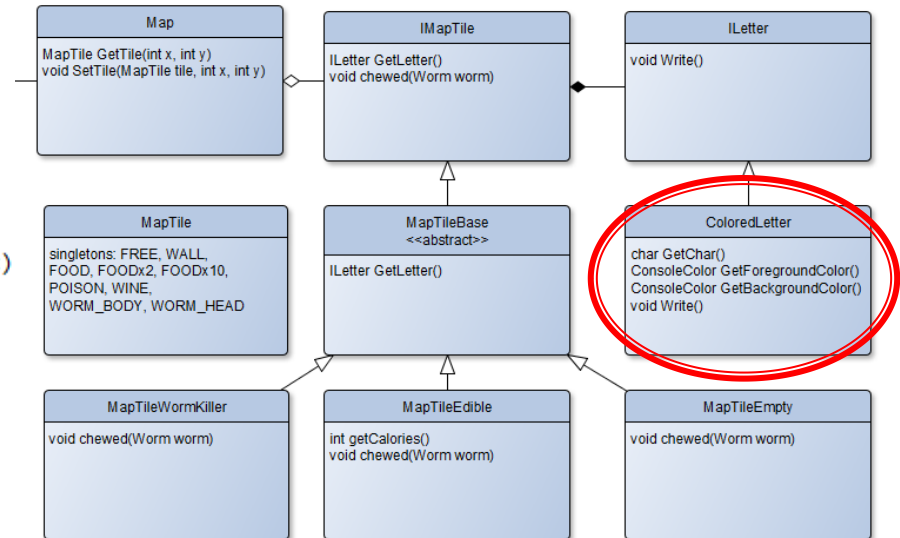 Map
MapTile GetTile(int x, int y)
void SetTile(MapTile tile, int x, int y)
IMapTile
ILetter GetLetter()
void chewed(Worm worm)
ILetter
void Write()
)
MapTile
singletons: FREE, WALL,
FOOD, FOODx2, FOODx10,
POISON, WINE,
WORM_BODY, WORM_HEAD
MapTileBase
<<abstract>>
ILetter GetLetter()
ColoredLetter
char GetChar()
ConsoleColor GetForegroundColor()
ConsoleColor GetBackgroundColor()
void Write()
MapTileWormKiller
void chewed(Worm worm)
MapTileEdible
int getCalories()
void chewed(Worm worm)
MapTileEmpty
void chewed(Worm worm)